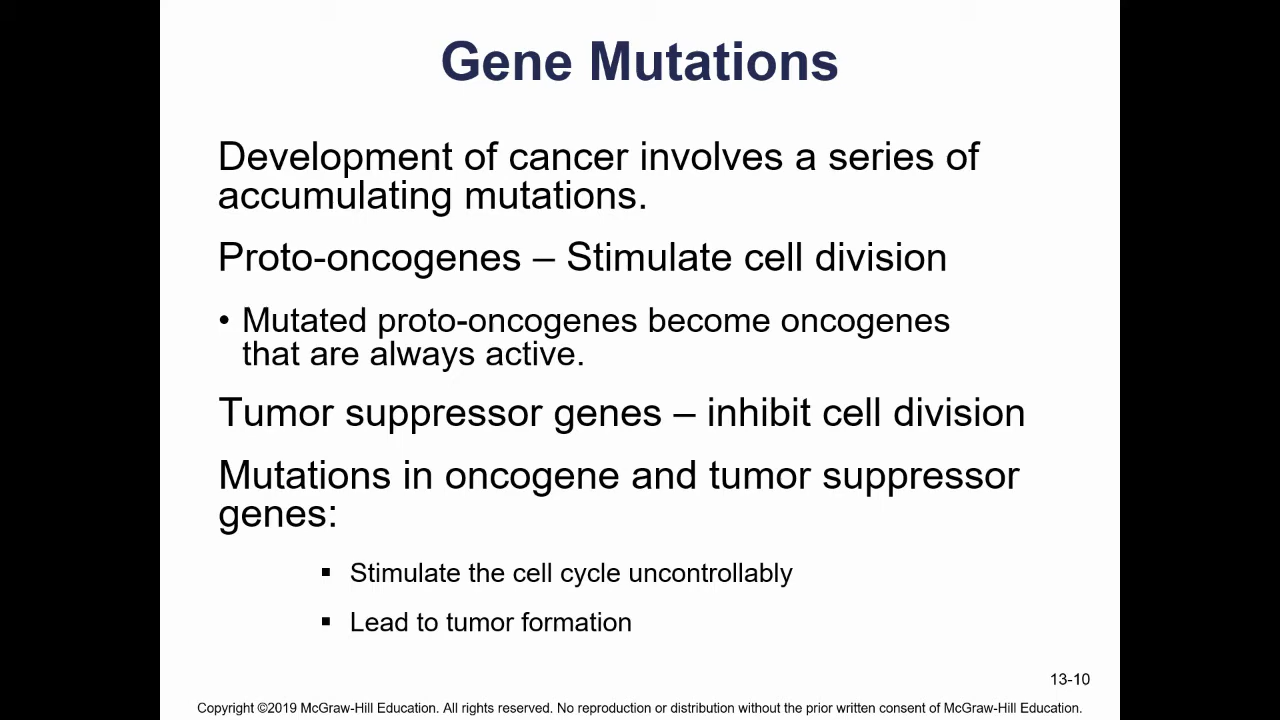 Gene Mutations
Development of cancer involves a series of
accumulating mutations.
Proto-oncogenes – Stimulate cell division
• Mutated proto-oncogenes become oncogenes
that are always active.
Tumor suppressor genes – inhibit cell division
Mutations in oncogene and tumor suppressor
genes:
▪ Stimulate the cell cycle uncontrollably
▪ Lead to tumor formation
13-10
Copyright ©2019 McGraw-Hill Education. All rights reserved. No reproduction or distribution without the prior written consent of McGraw-Hill Education.